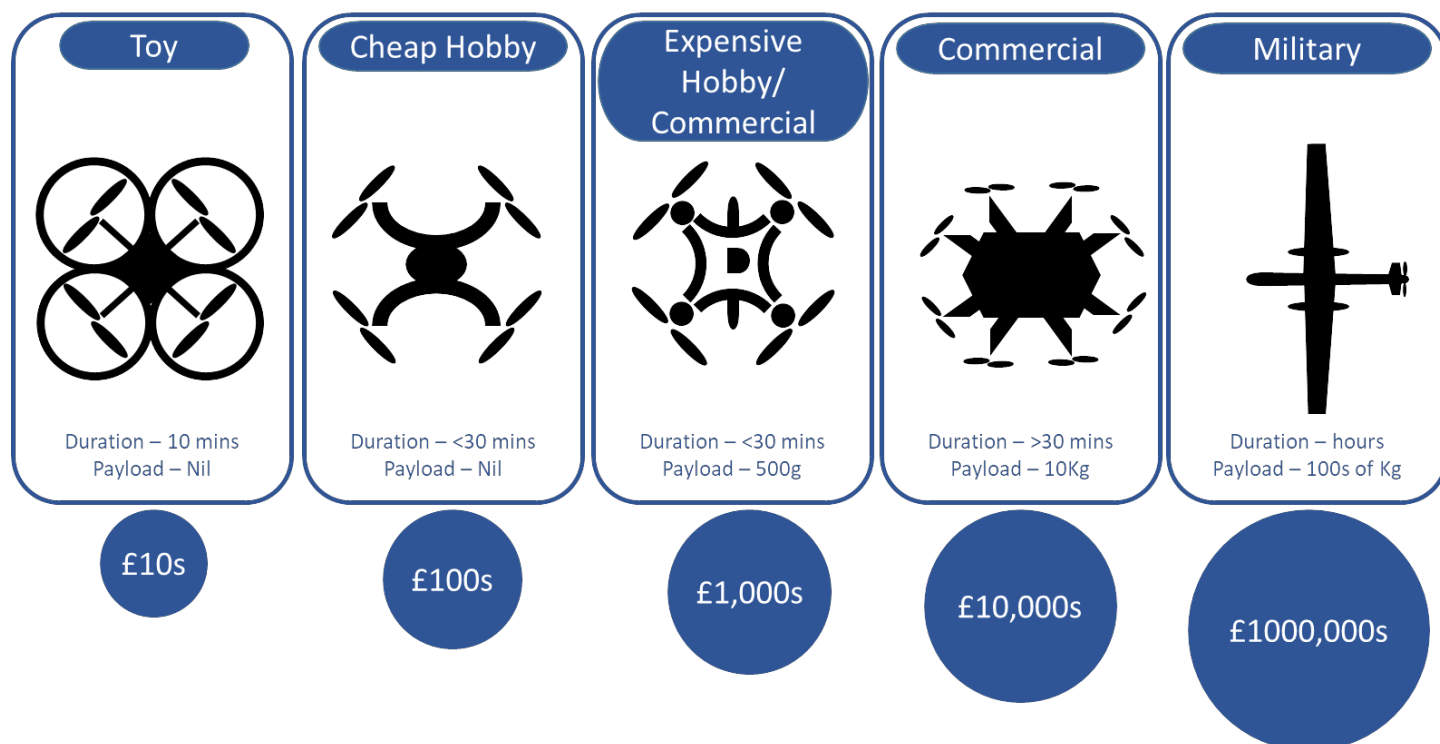 Toy
Duration – 10 mins
Payload – Nil
£10s
Cheap Hobby
Duration – <30 mins
Payload – Nil
£100s
Expensive
Hobby/
Commercial
Duration – <30 mins
Payload – 500g
£1,000s
Commercial
Duration – >30 mins
Payload – 10Kg
£10,000s
Military
Duration – hours
Payload – 100s of Kg
£1000,000s